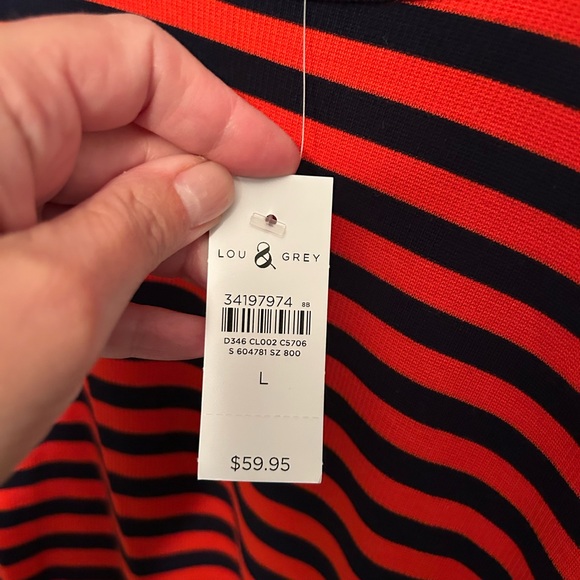 LOU & GREY
34197974 8B
D346 CL002 C5706
S 604781 SZ 800
L
$59.95